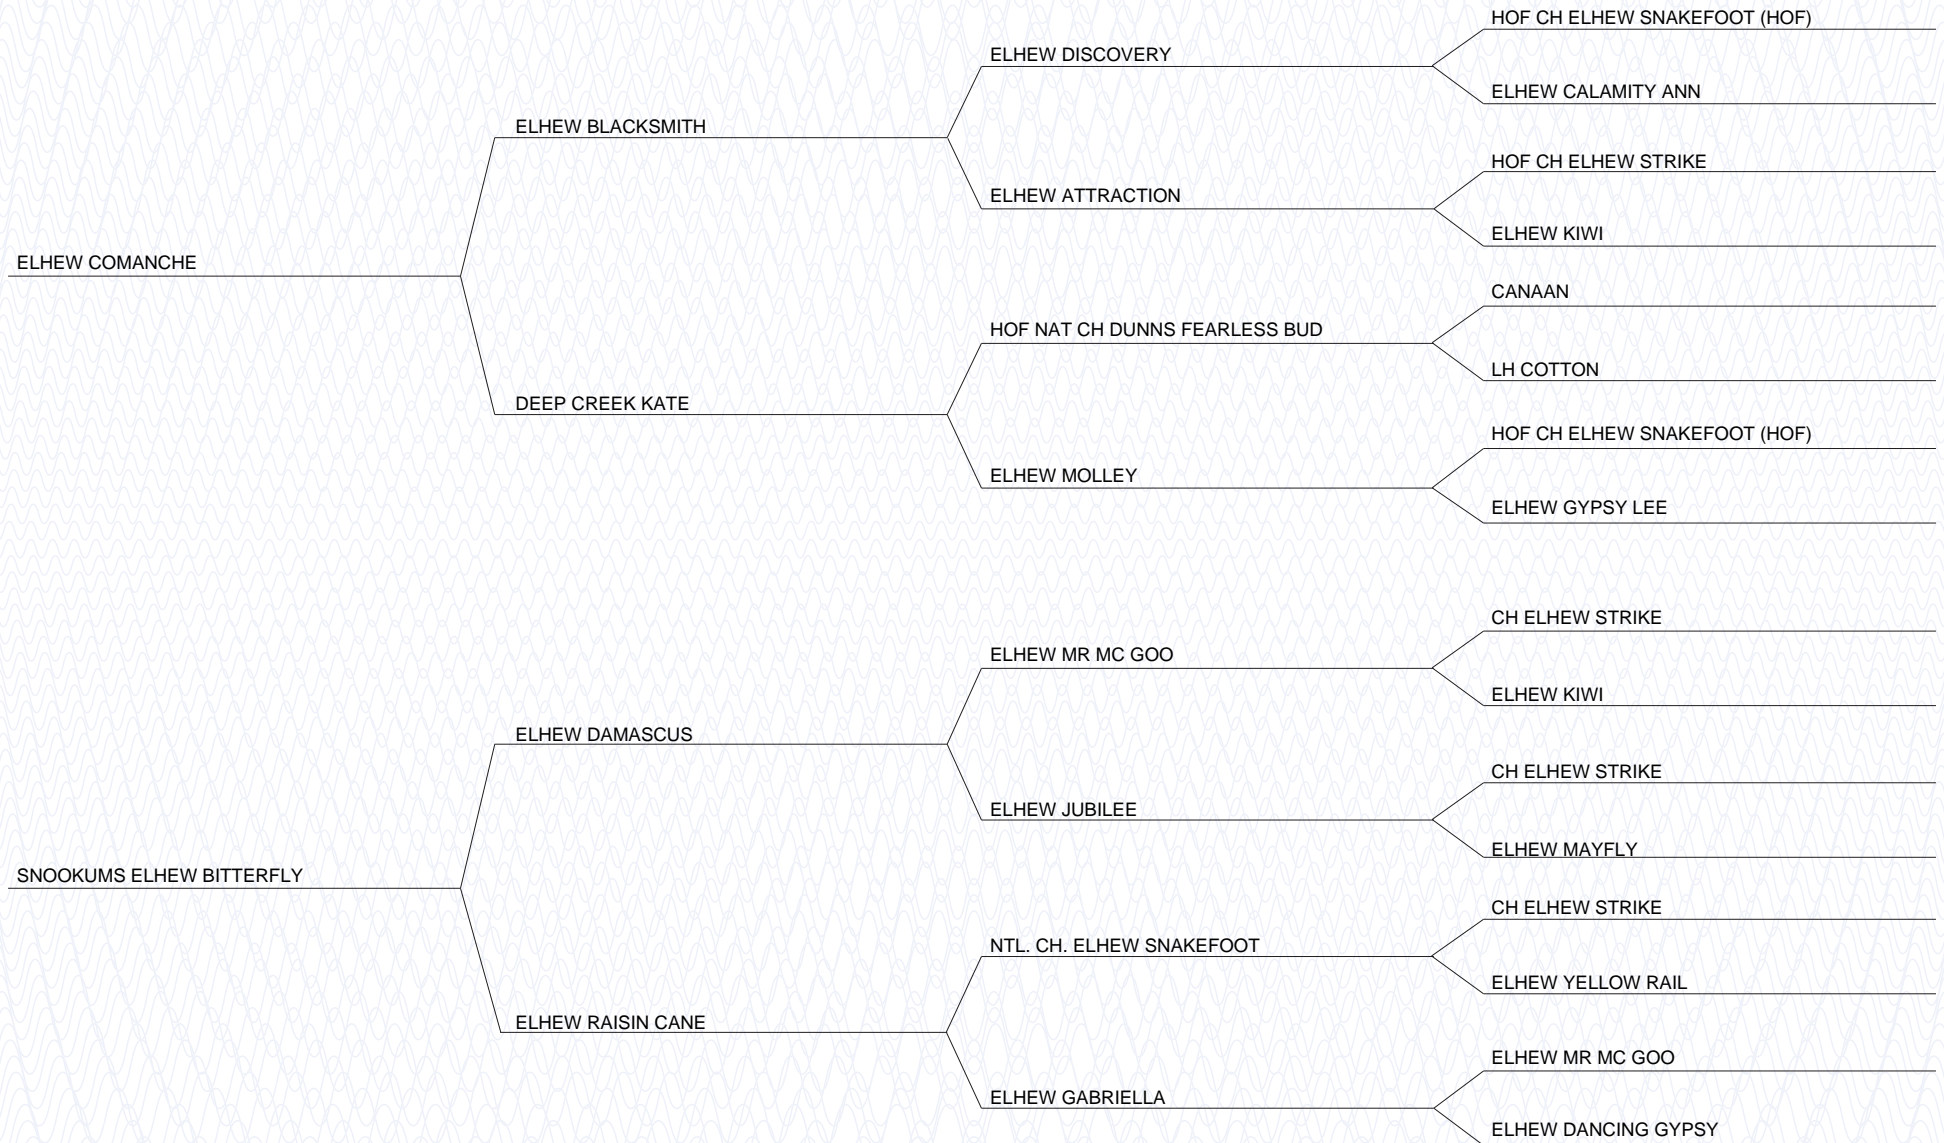 HOF CH ELHEW SNAKEFOOT (HOF)
ELHEW DISCOVERY
ELHEW CALAMITY ANN
ELHEW BLACKSMITH
HOF CH ELHEW STRIKE
ELHEW ATTRACTION
ELHEW KIWI
ELHEW COMANCHE
CANAAN
HOF NAT CH DUNNS FEARLESS BUD
LH COTTON
DEEP CREEK KATE
HOF CH ELHEW SNAKEFOOT (HOF)
ELHEW MOLLEY
ELHEW GYPSY LEE
CH ELHEW STRIKE
ELHEW MR MC GOO
ELHEW KIWI
ELHEW DAMASCUS
CH ELHEW STRIKE
ELHEW JUBILEE
ELHEW MAYFLY
SNOOKUMS ELHEW BITTERFLY
CH ELHEW STRIKE
NTL. CH. ELHEW SNAKEFOOT
ELHEW YELLOW RAIL
ELHEW RAISIN CANE
ELHEW MR MC GOO
ELHEW GABRIELLA
ELHEW DANCING GYPSY